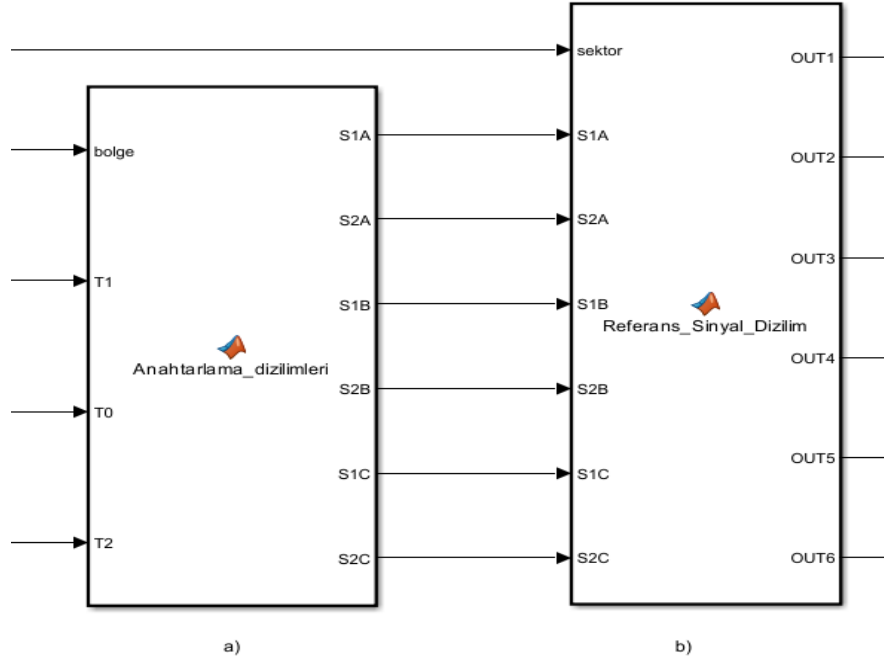 bolge
T1
T0
T2
Anahtarlama_dizilimleri
S1A
S2A
S1B
S2B
S1C
S2C
a)
sektor
S1A
S2A
S1B
S2B
S1C
S2C
Referans_Sinyal_Dizilim
OUT1
OUT2
OUT3
OUT4
OUT5
OUT6
b)